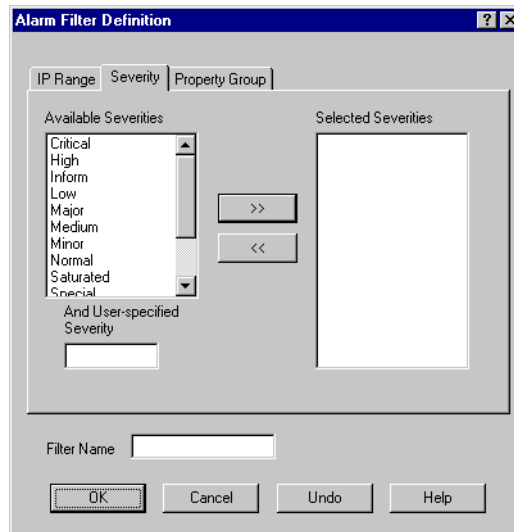 Alarm Filter Definition
IP Range Severity Property Group
Available Severities Selected Severities
Critical
High
Inform
Low
Major
Medium
Minor
Normal
Saturated
Special
>>
<<
And User-specified
Severity
Filter Name
OK Cancel Undo Help